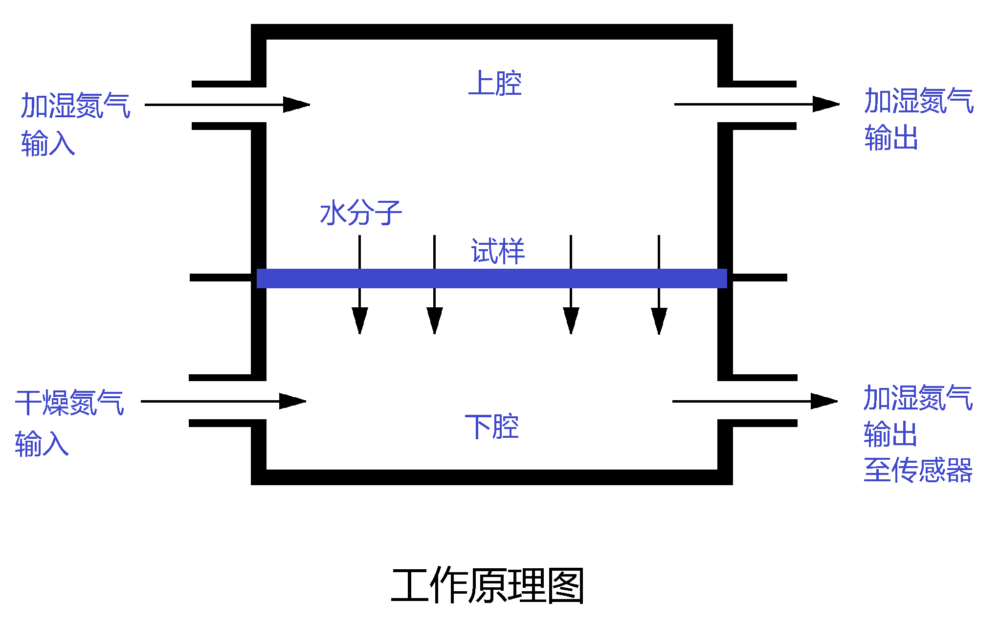 上腔
加湿氮气
输入
加湿氮气
输出
水分子
试样
干燥氮气
输入
下腔
加湿氮气
输出
至传感器
工作原理图